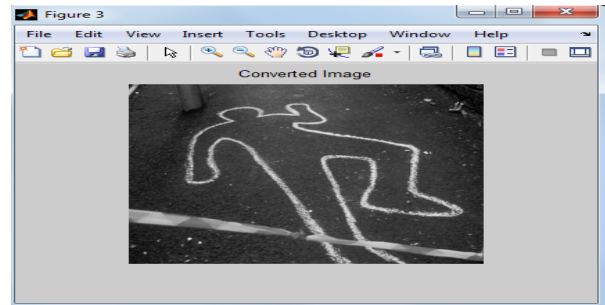 Figure 3
File Edit View Insert Tools Desktop Window Help
Converted Image